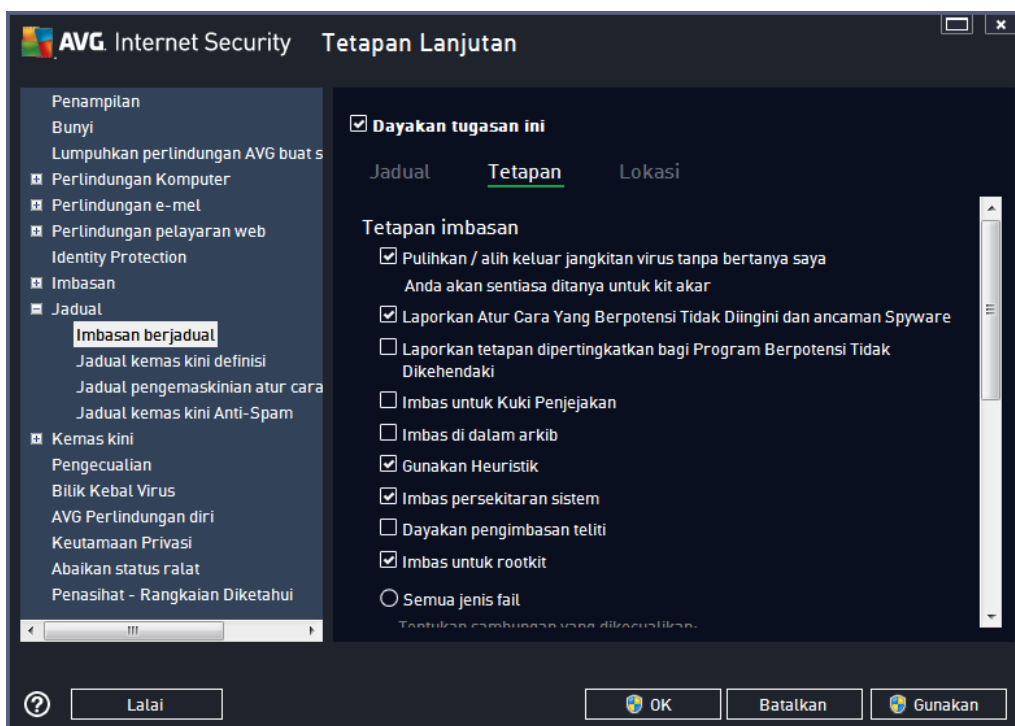 AVG. Internet Security Tetapan Lanjutan
Penampilan
Bunyi
Lumpuhkan perlindungan AVG buat s
Perlindungan Komputer
Perlindungan e-mel
Perlindungan pelayaran web
Identity Protection
Imbasan
Jadual
Imbasan berjadual
Jadual kemas kini definisi
Jadual pengemaskinian atur cara
Jadual kemas kini Anti-Spam
Kemas kini
Pengecualian
Bilik Kebal Virus
AVG Perlindungan diri
Keutamaan Privasi
Abaikan status ralat
Penasihat - Rangkaian Diketahui
Dayakan tugasan ini
Jadual Tetapan Lokasi
Tetapan imbasan
Pulihkan / alih keluar jangkitan virus tanpa bertanya saya
Anda akan sentiasa ditanya untuk kit akar
Laporkan Atur Cara Yang Berpotensi Tidak Diingini dan ancaman Spyware
Laporkan tetapan dipertingkatkan bagi Program Berpotensi Tidak
Dikehendaki
Imbas untuk Kuki Penjejakan
Imbas di dalam arkib
Gunakan Heuristik
Imbas persekitaran sistem
Dayakan pengimbasan teliti
Imbas untuk rootkit
Semua jenis fail
Tentukan sambungan yang dikecualikan:
Lalai
OK
Batalkan
Gunakan